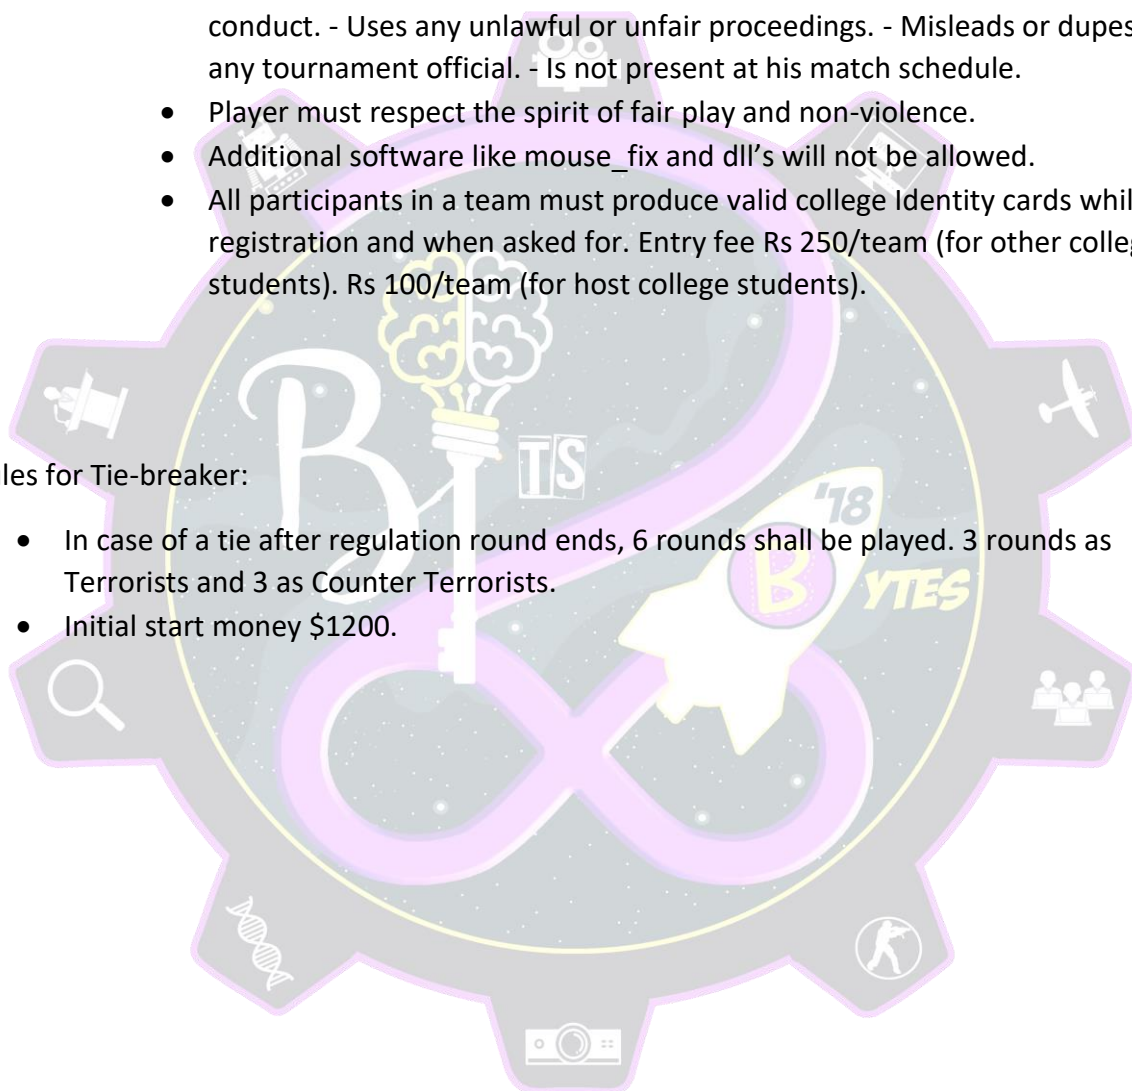 conduct. - Uses any unlawful or unfair proceedings. - Misleads or dupes
any tournament official. - Is not present at his match schedule.
• Player must respect the spirit of fair play and non-violence.
• Additional software like mouse_fix and dll’s will not be allowed.
• All participants in a team must produce valid college Identity cards whil
registration and when asked for. Entry fee Rs 250/team (for other colleg
students). Rs 100/team (for host college students).
BiTS
'18
BYTES
les for Tie-breaker:
• In case of a tie after regulation round ends, 6 rounds shall be played. 3 rounds as
Terrorists and 3 as Counter Terrorists.
• Initial start money $1200.